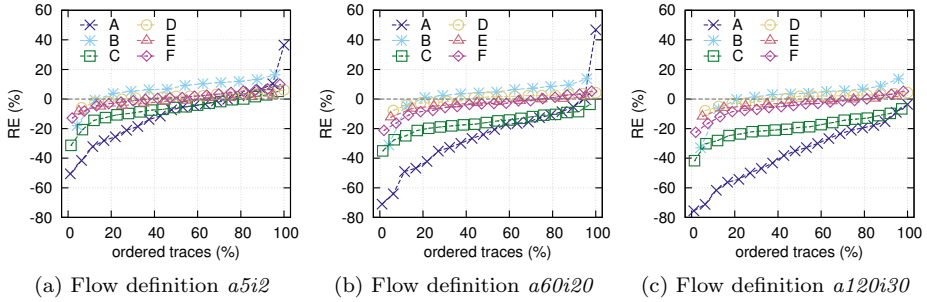 60
40
20
0
-20
-40
-60
-80
RE (%)
A
B
C
D
E
F
0 20 40 60 80 100
ordered traces (%)
(a) Flow definition a5i2
60
40
20
0
-20
-40
-60
-80
RE (%)
A
B
C
D
E
F
0 20 40 60 80 100
ordered traces (%)
(b) Flow definition a60i20
60
40
20
0
-20
-40
-60
-80
RE (%)
A
B
C
D
E
F
0 20 40 60 80 100
ordered traces (%)
(c) Flow definition a120i30